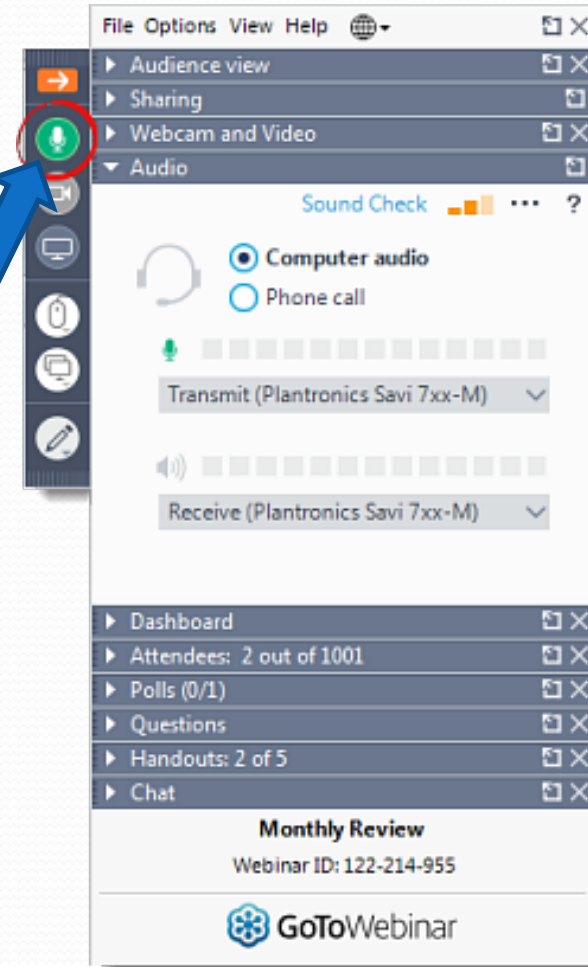 File Options View Help
Audience view
Sharing
Webcam and Video
Audio
Sound Check ?
Computer audio
Phone call
Transmit (Plantronics Savi 7xx-M)
Receive (Plantronics Savi 7xx-M)
Dashboard
Attendees: 2 out of 1001
Polls (0/1)
Questions
Handouts: 2 of 5
Chat
Monthly Review
Webinar ID: 122-214-955
GoToWebinar